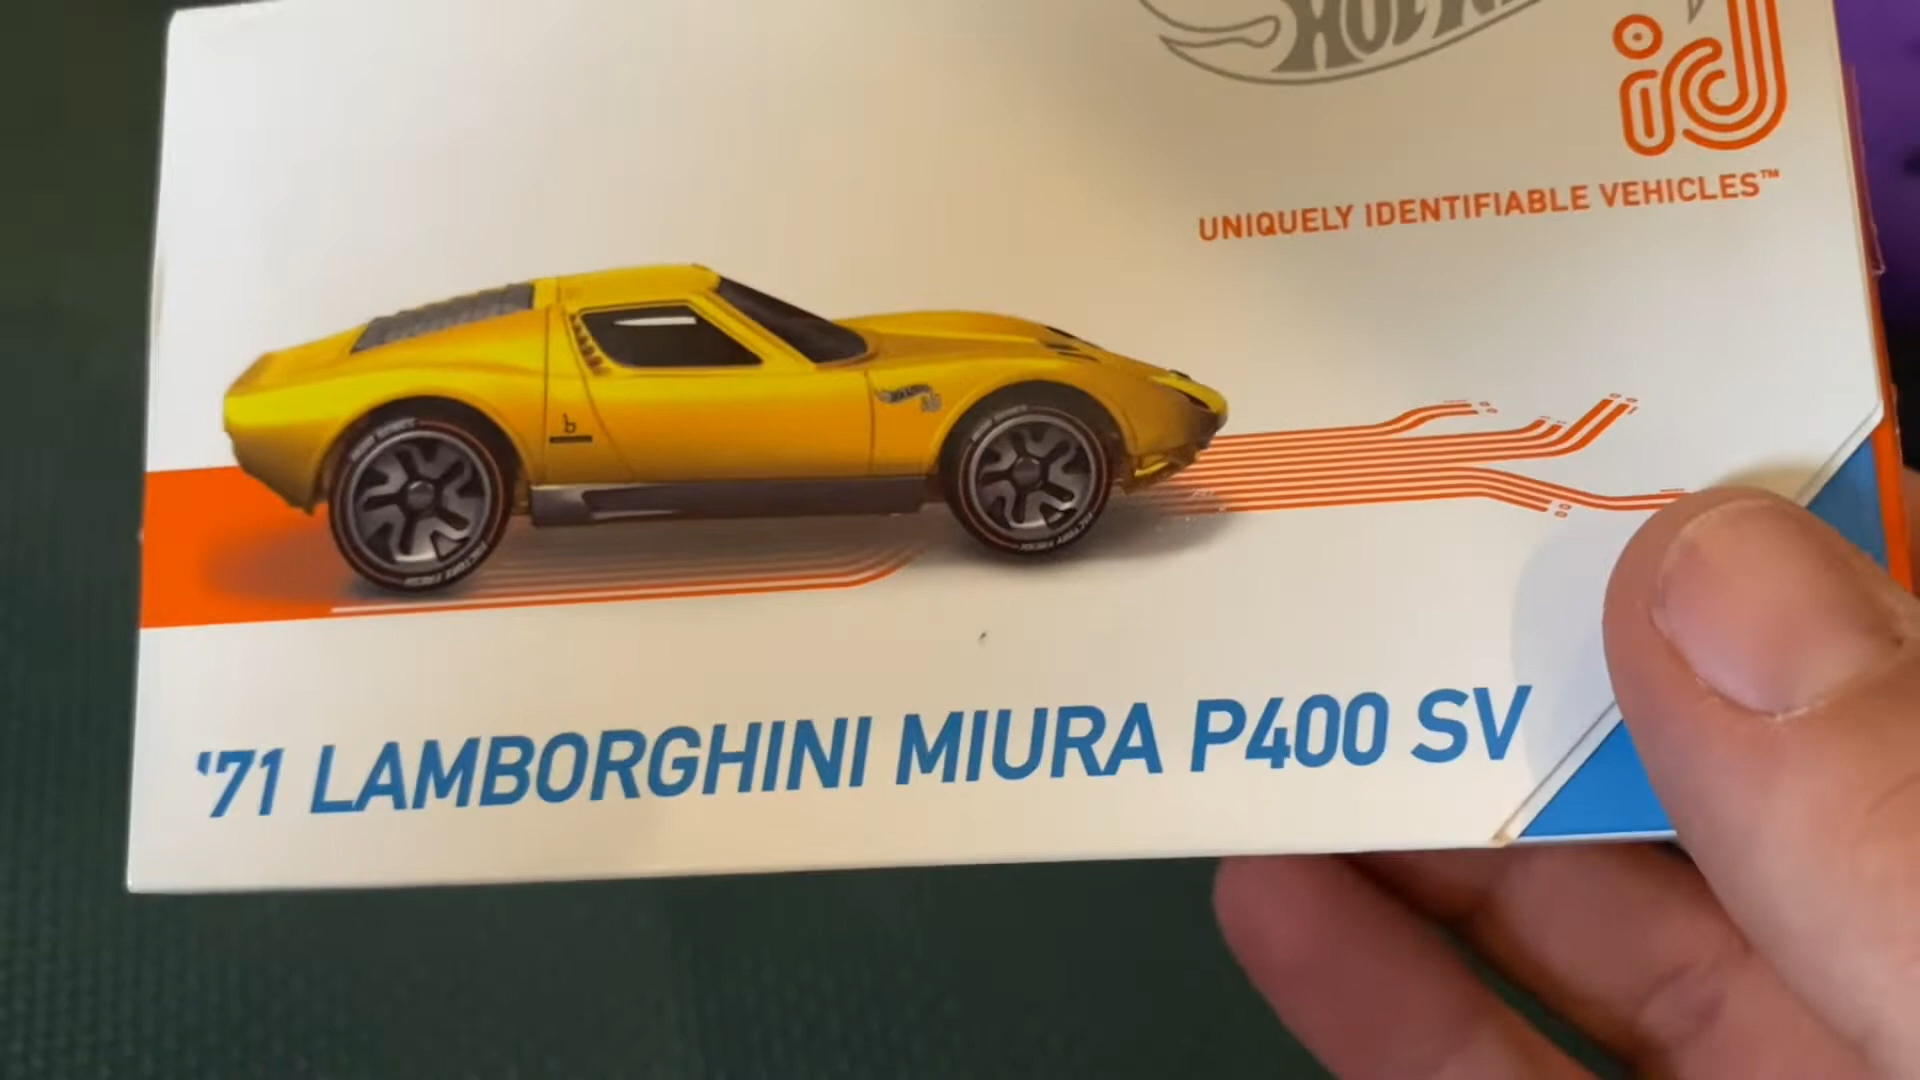 id
UNIQUELY IDENTIFIABLE VEHICLES™
b
'71 LAMBORGHINI MIURA P400 SV